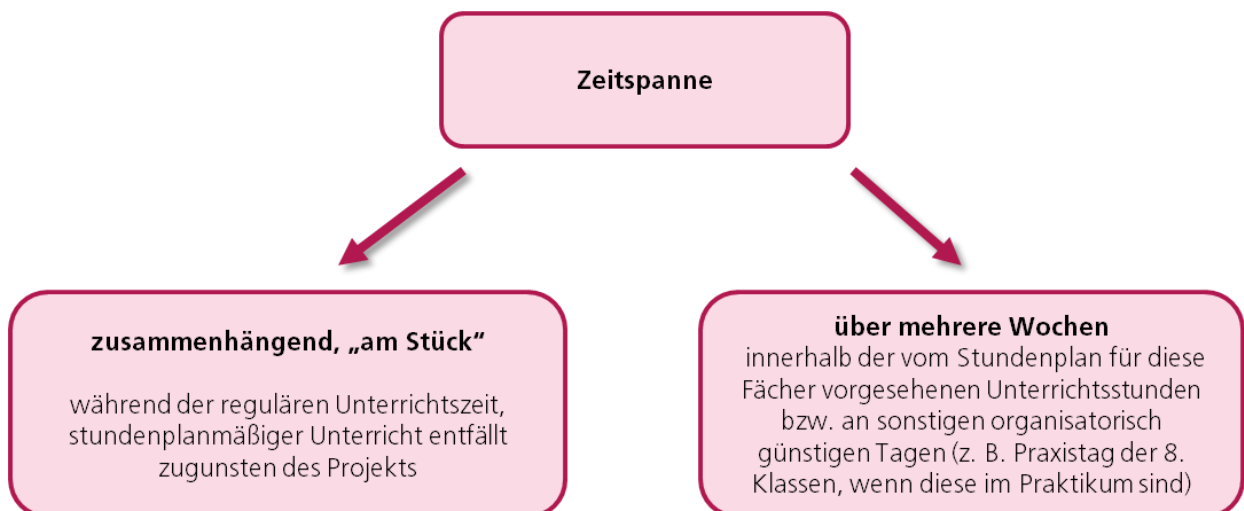 Zeitspanne
zusammenhängend, „am Stück“
während der regulären Unterrichtszeit,
stundenplanmäßiger Unterricht entfällt
zugunsten des Projekts
über mehrere Wochen
innerhalb der vom Stundenplan für diese
Fächer vorgesehenen Unterrichtsstunden
bzw. an sonstigen organisatorisch
günstigen Tagen (z. B. Praxistag der 8.
Klassen, wenn diese im Praktikum sind)